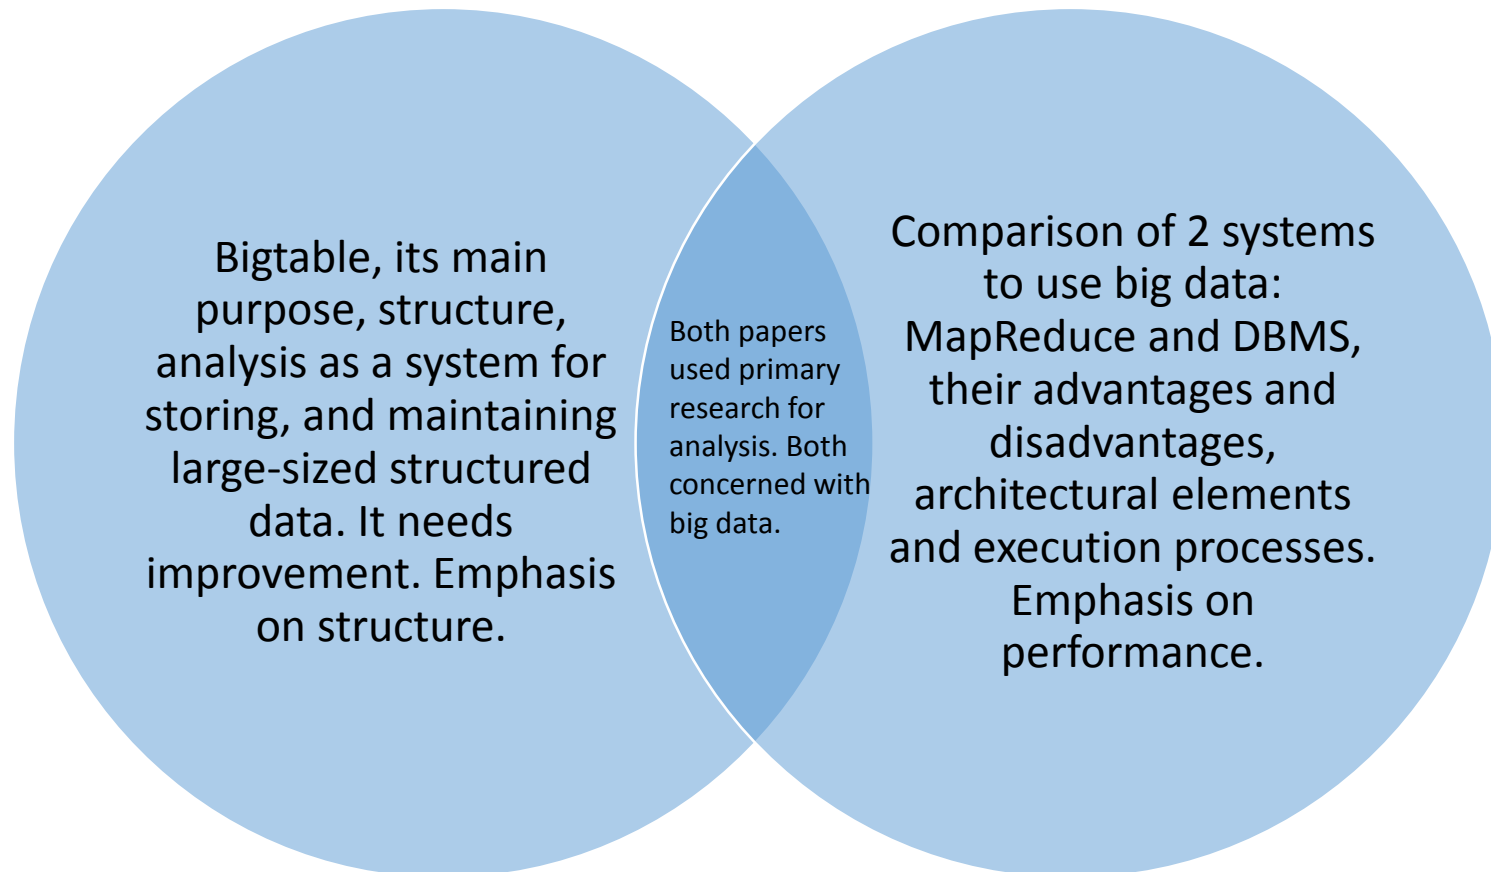 Bigtable, its main
purpose, structure,
analysis as a system for
storing, and maintaining
large-sized structured
data. It needs
improvement. Emphasis
on structure.
Both papers
used primary
research for
analysis. Both
concerned with
big data.
Comparison of 2 systems
to use big data:
MapReduce and DBMS,
their advantages and
disadvantages,
architectural elements
and execution processes.
Emphasis on
performance.